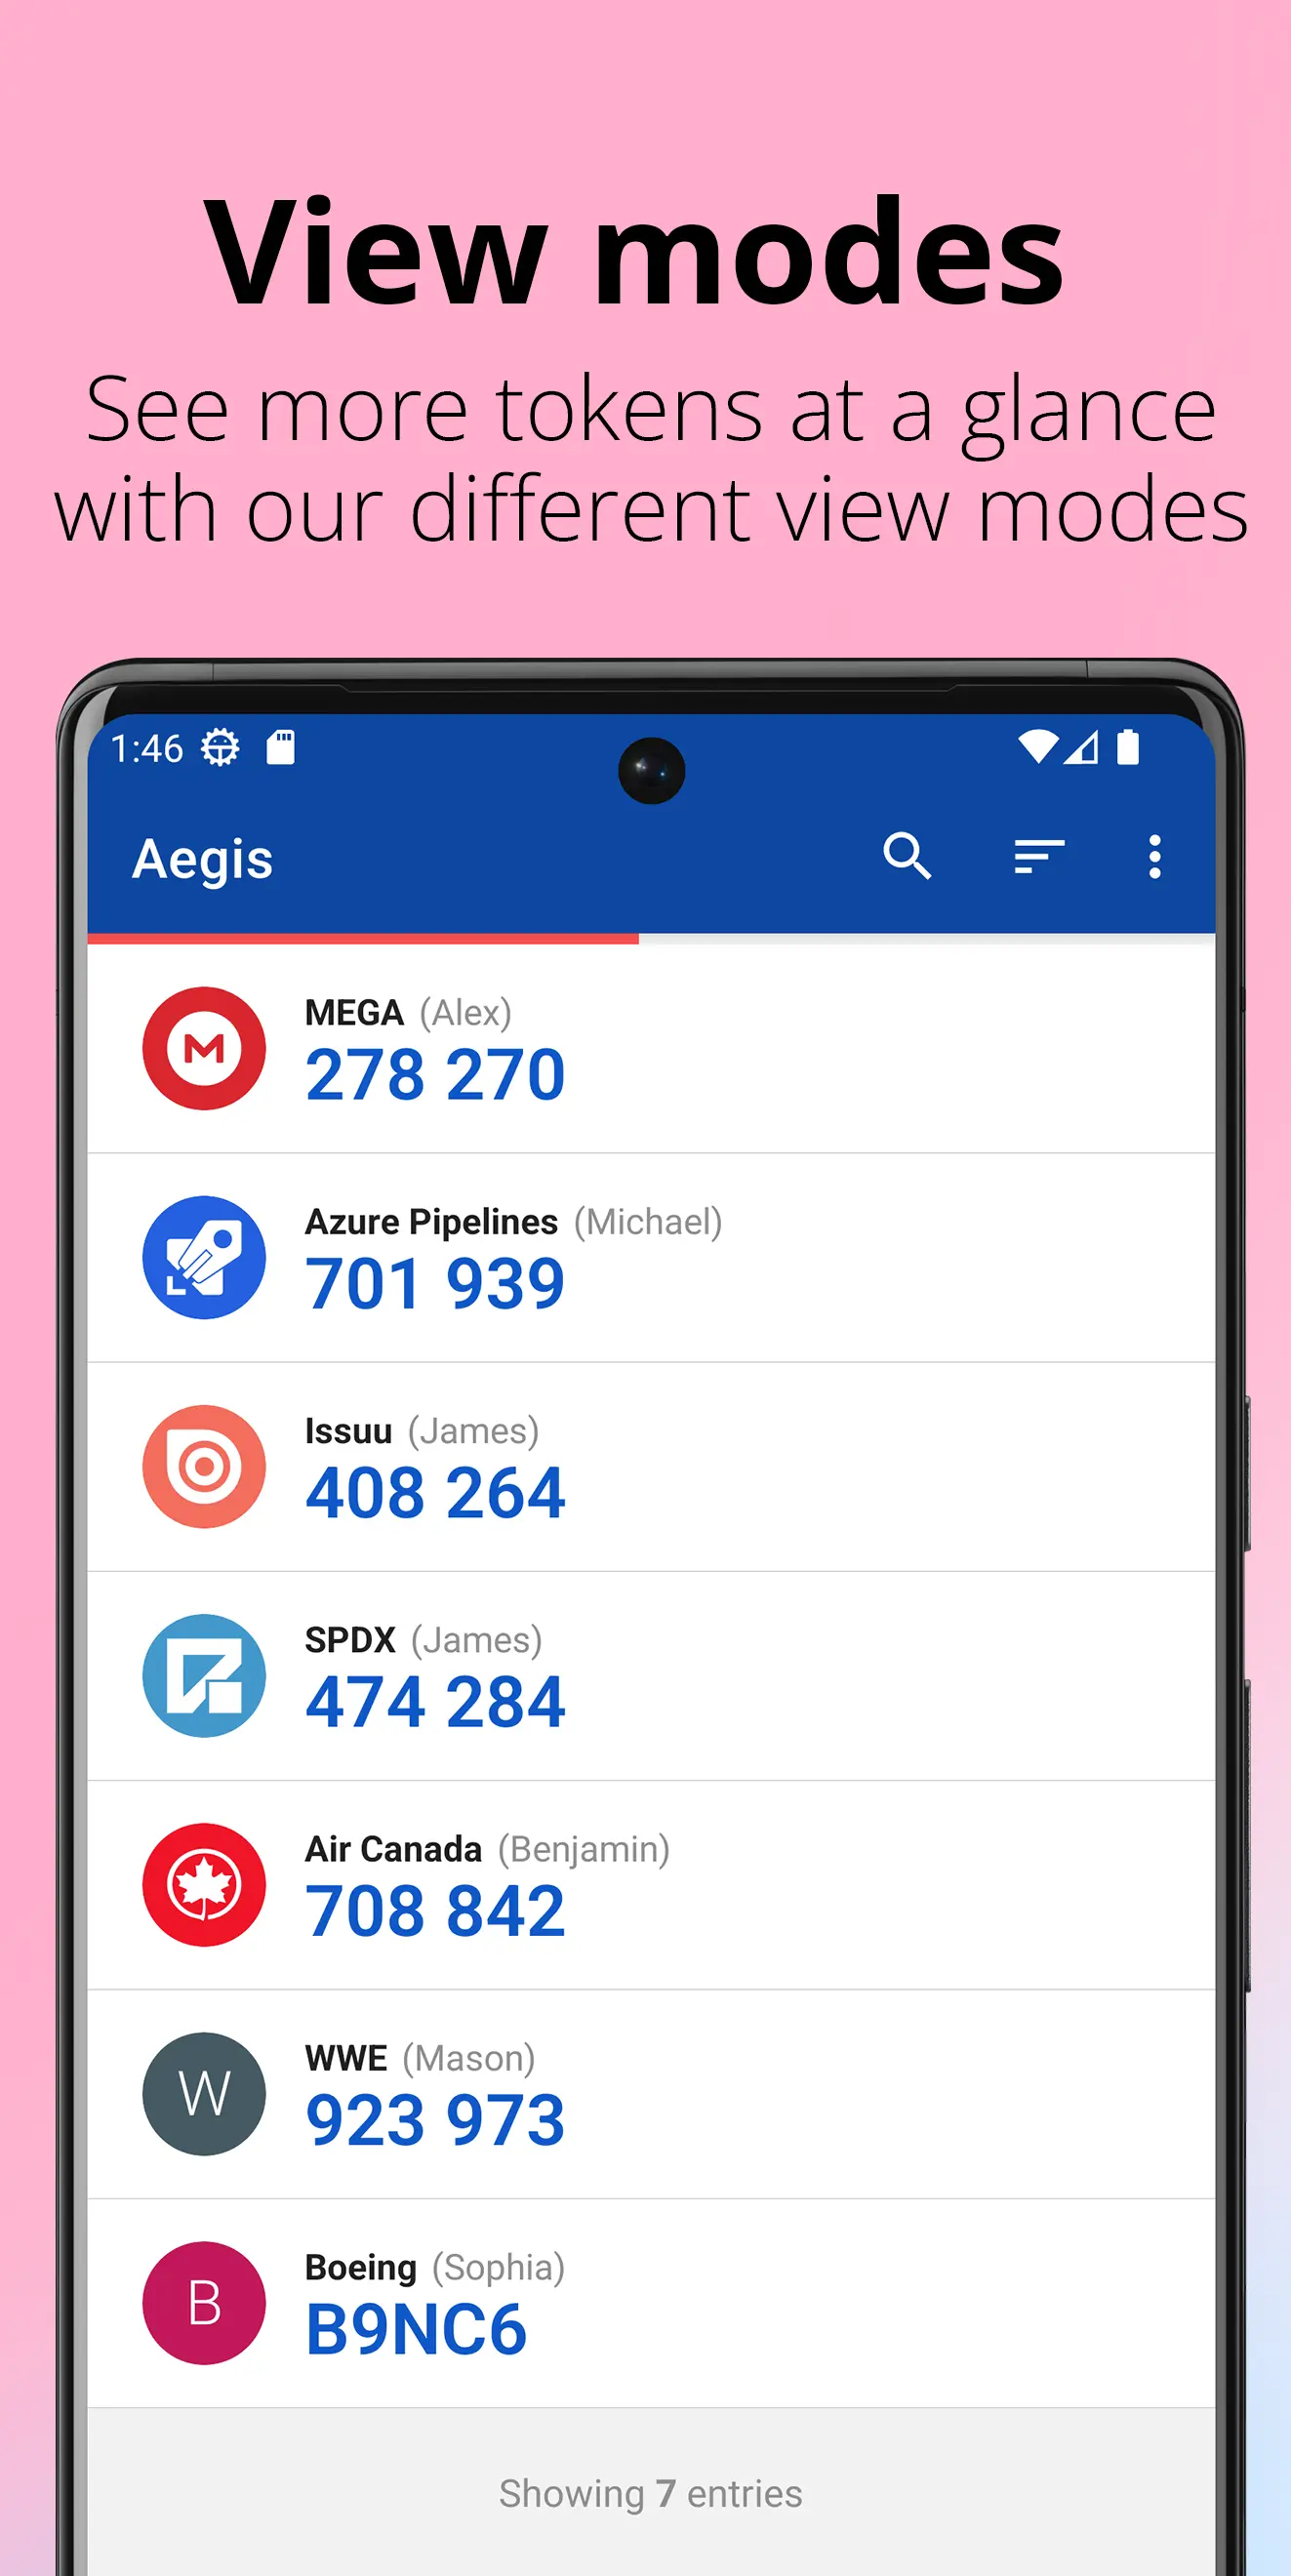 View modes
See more tokens at a glance
with our different view modes
1:46
Aegis
MEGA (Alex)
278 270
Azure Pipelines (Michael)
701 939
Issuu (James)
408 264
SPDX (James)
474 284
Air Canada (Benjamin)
708 842
W
WWE (Mason)
923 973
B
Boeing (Sophia)
B9NC6
Showing 7 entries